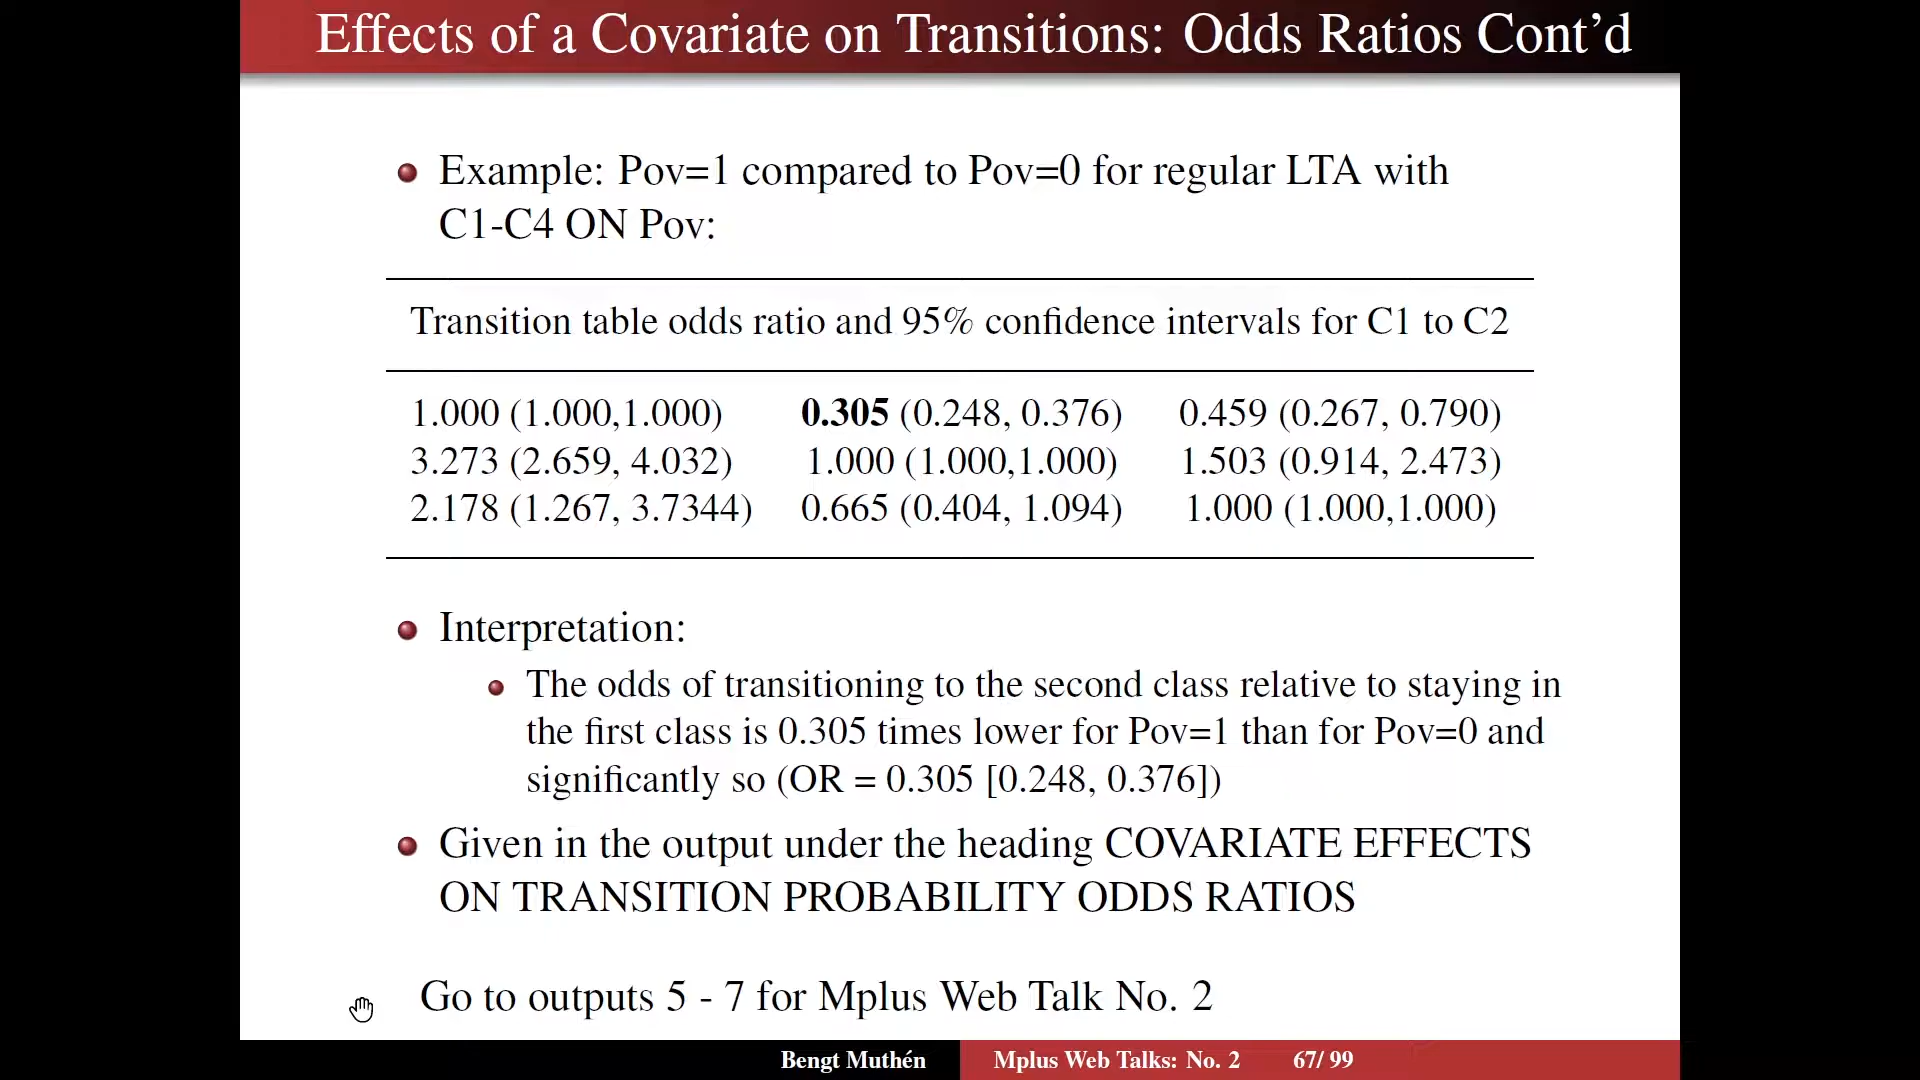 Effects of a Covariate on Transitions: Odds Ratios Cont’d
Example: Pov=1 compared to Pov=0 for regular LTA with
C1-C4 ON Pov:
Transition table odds ratio and 95% confidence intervals for C1 to C2
1.000 (1.000,1.000) 0.305 (0.248, 0.376) 0.459 (0.267, 0.790)
3.273 (2.659, 4.032) 1.000 (1.000,1.000) 1.503 (0.914, 2.473)
2.178 (1.267, 3.7344) 0.665 (0.404, 1.094) 1.000 (1.000,1.000)
Interpretation:
The odds of transitioning to the second class relative to staying in
the first class is 0.305 times lower for Pov=1 than for Pov=0 and
significantly so (OR = 0.305 [0.248, 0.376])
Given in the output under the heading COVARIATE EFFECTS
ON TRANSITION PROBABILITY ODDS RATIOS
Go to outputs 5 - 7 for Mplus Web Talk No. 2
Bengt Muthén Mplus Web Talks: No. 2 67/ 99